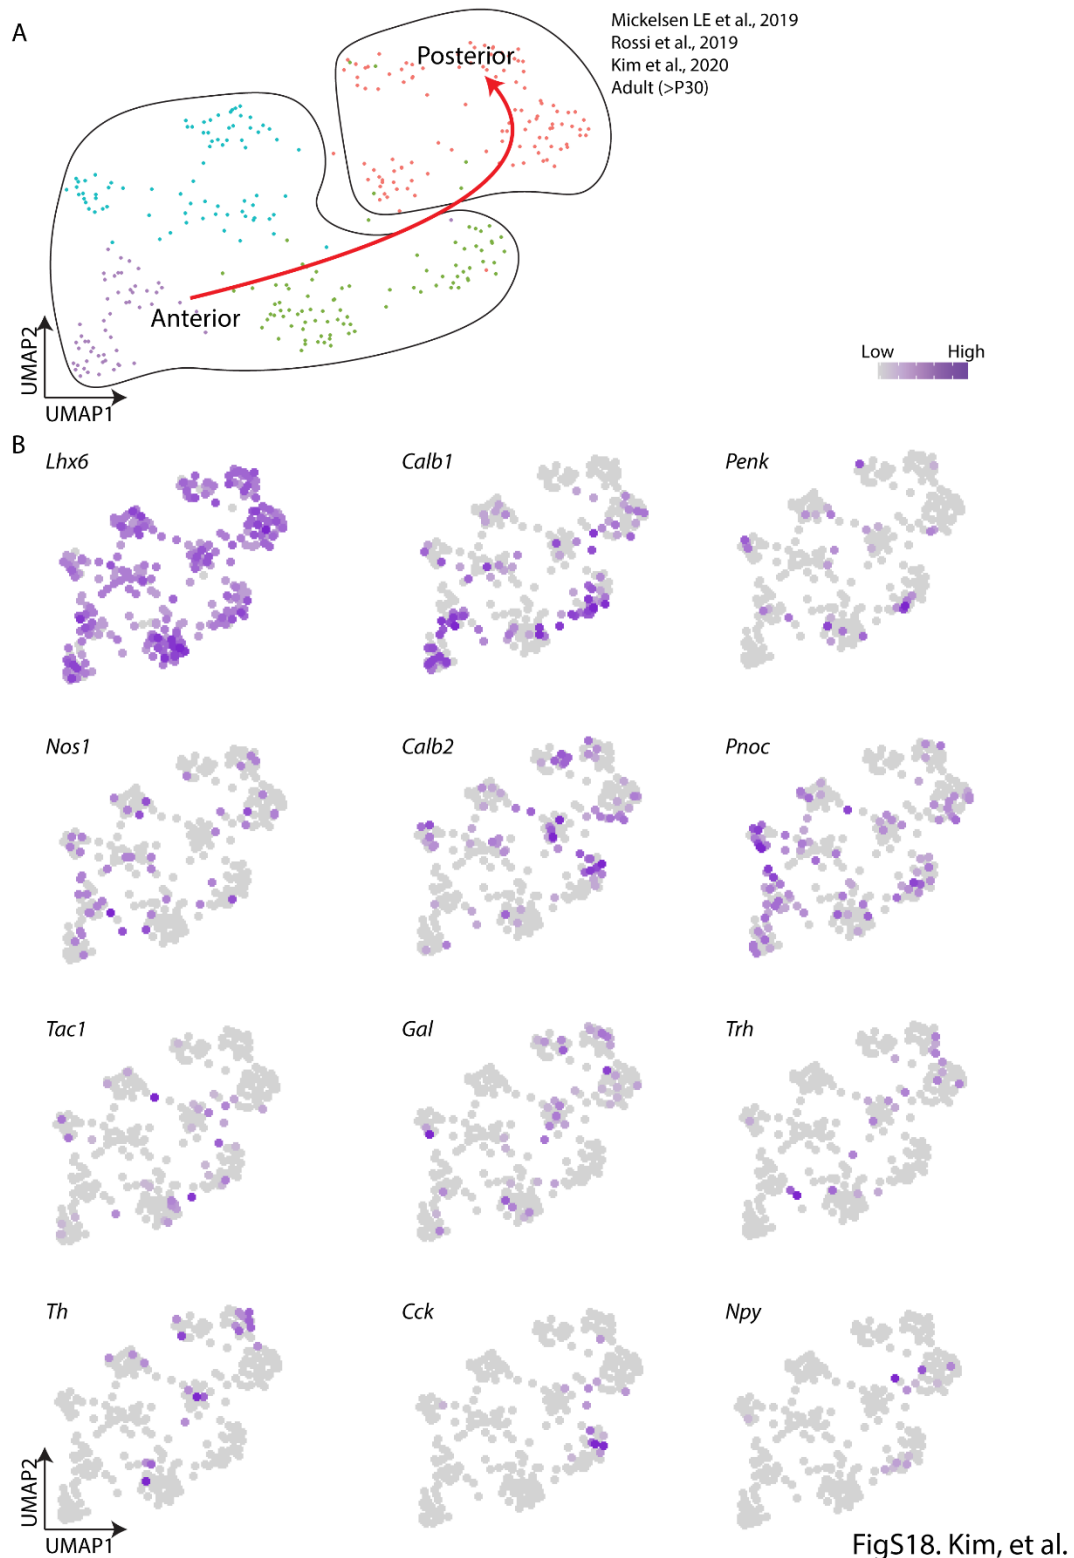 A
Posterior
Mickelsen LE et al., 2019
Rossi et al., 2019
Kim et al., 2020
Adult (>P30)
Anterior
UMAP2
UMAP1
Low High
B
Lhx6 Calb1 Penk
Nos1 Calb2 Pnoc
Tac1 Gal Trh
Th Cck Npy
UMAP2
UMAP1
FigS18. Kim, et al.